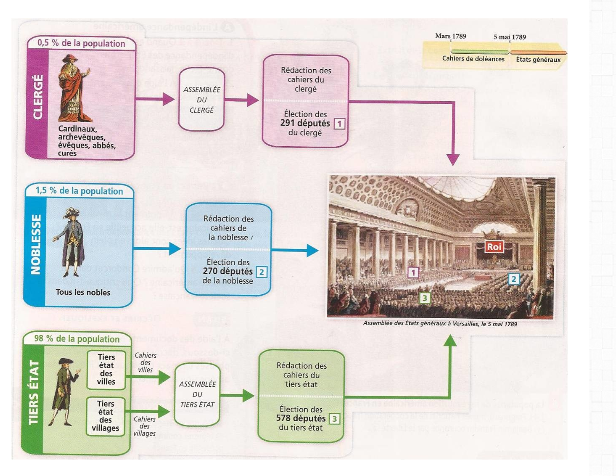 Mars 1789
5 mai 1789
Cahiers de doléances
Etats généraux
0,5 % de la population
CLERGÉ
Cardinaux,
archevêques,
évêques, abbés,
curés
ASSEMBLÉE
DU
CLERGÉ
Rédaction des
cahiers du
clergé
Élection des
291 députés 1
du clergé
1,5 % de la population
NOBLESSE
Tous les nobles
Rédaction des
cahiers de
la noblesse
Élection des
270 députés 2
de la noblesse
Roi
1
2
3
Assemblée des Etats généraux à Versailles, le 5 mai 1789
98 % de la population
TIERS ÉTAT
Tiers
état
des
villes
Cahiers
des
villes
Tiers
état
des
villages
Cahiers
des
villages
ASSEMBLÉE
DU
TIERS ÉTAT
Rédaction des
cahiers du
tiers état
Élection des
578 députés 3
du tiers état